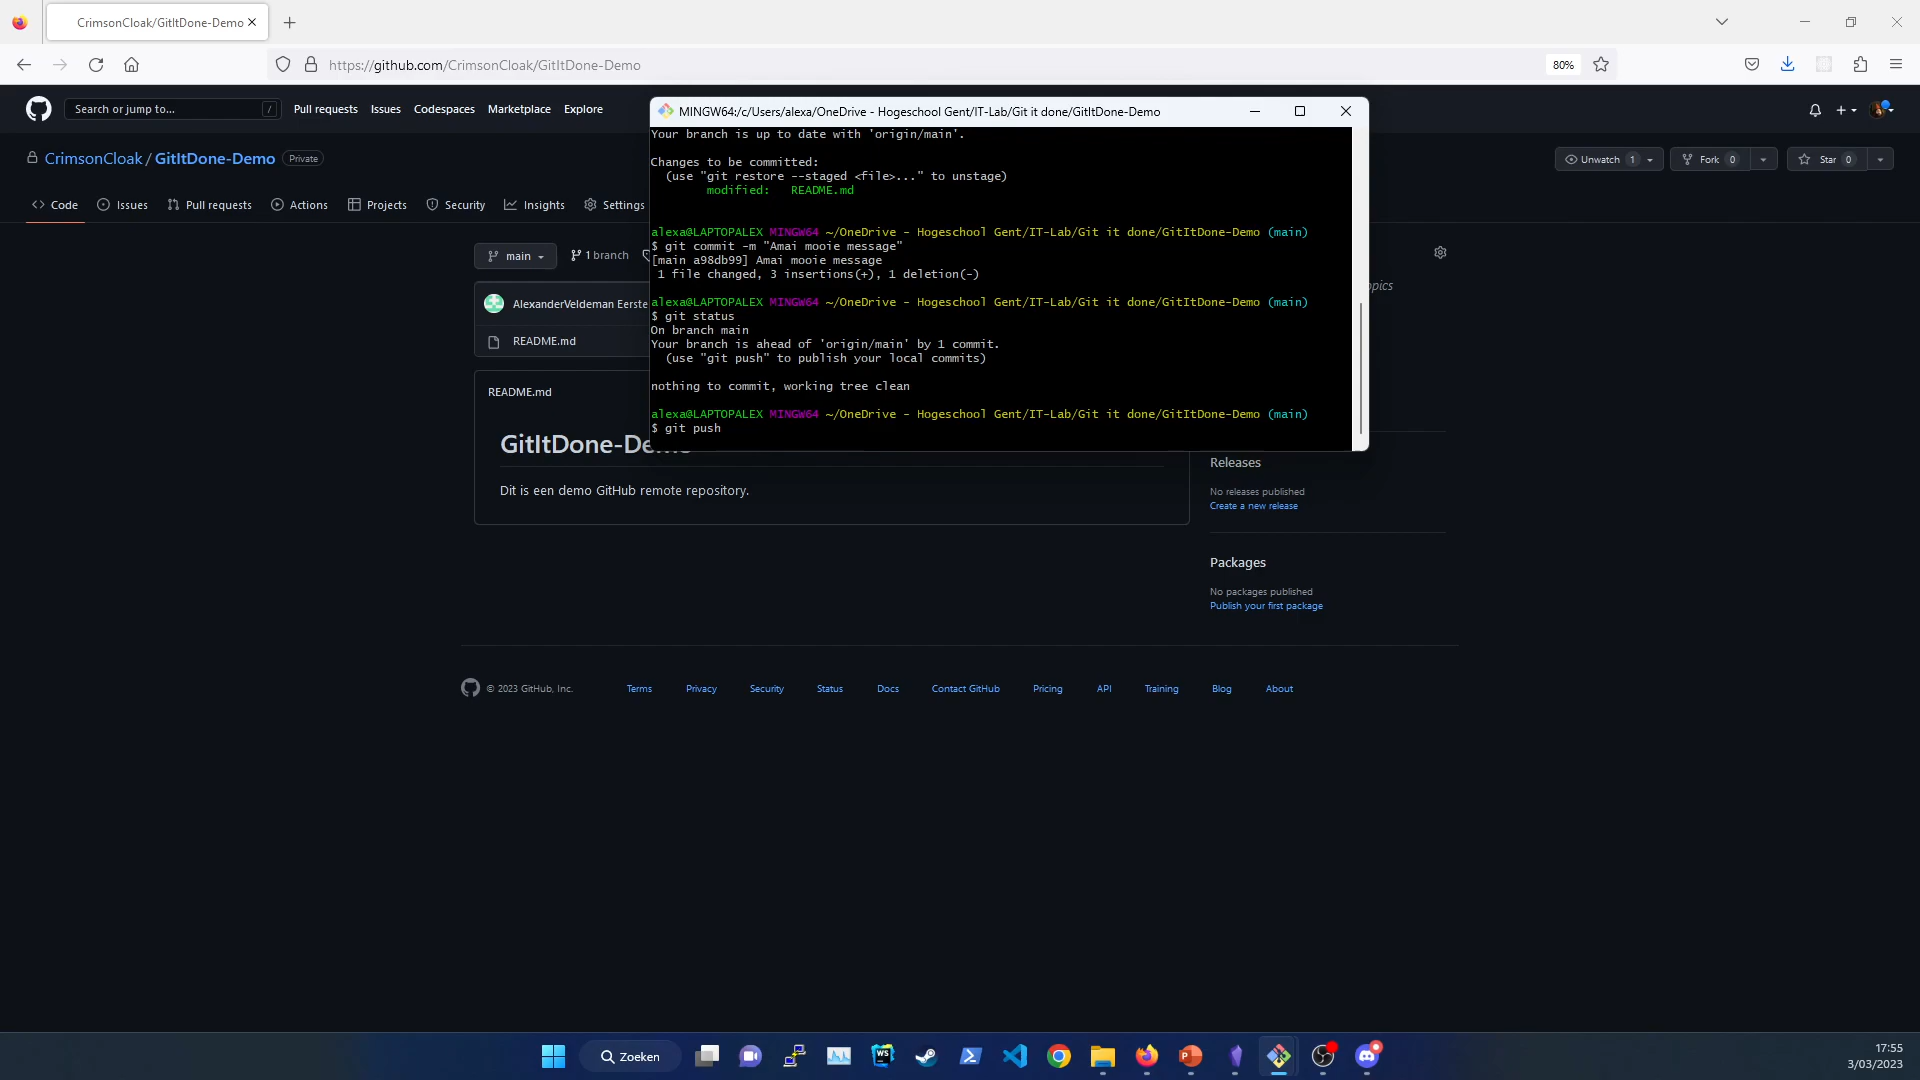 CrimsonCloak/GitItDone-Demo
https://github.com/CrimsonCloak/GitItDone-Demo
80%
Search or jump to...
/
Pull requests
Issues
Codespaces
Marketplace
Explore
CrimsonCloak / GitItDone-Demo
Private
Unwatch 1
Fork 0
Star 0
Code
Issues
Pull requests
Actions
Projects
Security
Insights
Settings
main
1 branch
AlexanderVeldeman Eerste
README.md
README.md
GitItDone-De
Dit is een demo GitHub remote repository.
MINGW64:/c/Users/alexa/OneDrive - Hogeschool Gent/IT-Lab/Git it done/GitItDone-Demo
Your branch is up to date with 'origin/main'.
Changes to be committed:
(use "git restore --staged <file>..." to unstage)
modified: README.md
alexa@LAPTOPALEX MINGW64 ~/OneDrive - Hogeschool Gent/IT-Lab/Git it done/GitItDone-Demo (main)
$ git commit -m "Amai mooie message"
[main a98db99] Amai mooie message
1 file changed, 3 insertions(+), 1 deletion(-)
alexa@LAPTOPALEX MINGW64 ~/OneDrive - Hogeschool Gent/IT-Lab/Git it done/GitItDone-Demo (main)
$ git status
On branch main
Your branch is ahead of 'origin/main' by 1 commit.
(use "git push" to publish your local commits)
nothing to commit, working tree clean
alexa@LAPTOPALEX MINGW64 ~/OneDrive - Hogeschool Gent/IT-Lab/Git it done/GitItDone-Demo (main)
$ git push
opics
Releases
No releases published
Create a new release
Packages
No packages published
Publish your first package
© 2023 GitHub, Inc.
Terms
Privacy
Security
Status
Docs
Contact GitHub
Pricing
API
Training
Blog
About
Zoeken
WS
P
17:55
3/03/2023